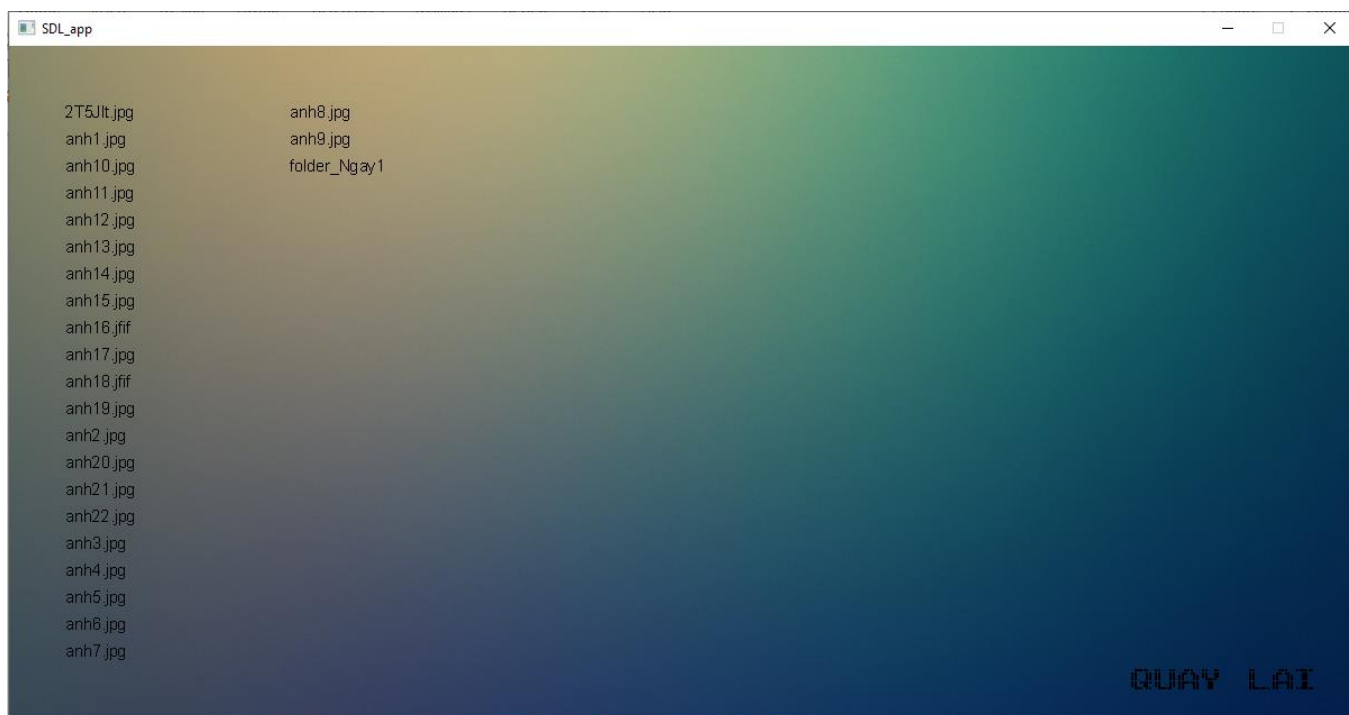 SDL_app
2T5Jlt.jpg
anh1.jpg
anh10.jpg
anh11.jpg
anh12.jpg
anh13.jpg
anh14.jpg
anh15.jpg
anh16.jfif
anh17.jpg
anh18.jfif
anh19.jpg
anh2.jpg
anh20.jpg
anh21.jpg
anh22.jpg
anh3.jpg
anh4.jpg
anh5.jpg
anh6.jpg
anh7.jpg
anh8.jpg
anh9.jpg
folder_Ngay1
QUAY LAI